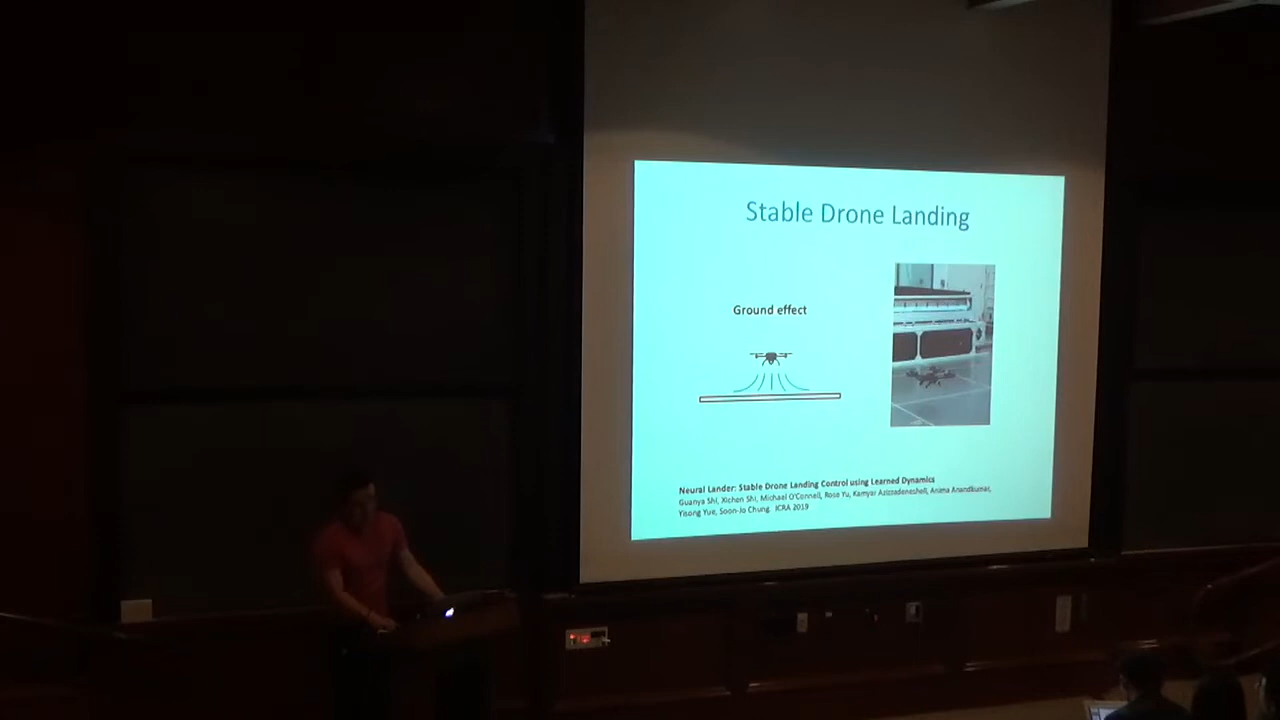 Stable Drone Landing
Ground effect
Neural Lander: Stable Drone Landing Control using Learned Dynamics
Guanya Shi, Xichen Shi, Michael O'Connell, Rose Yu, Kamyar Azizzadenesheli, Anima Anandkumar,
Yisong Yue, Soon-Jo Chung. ICRA 2019